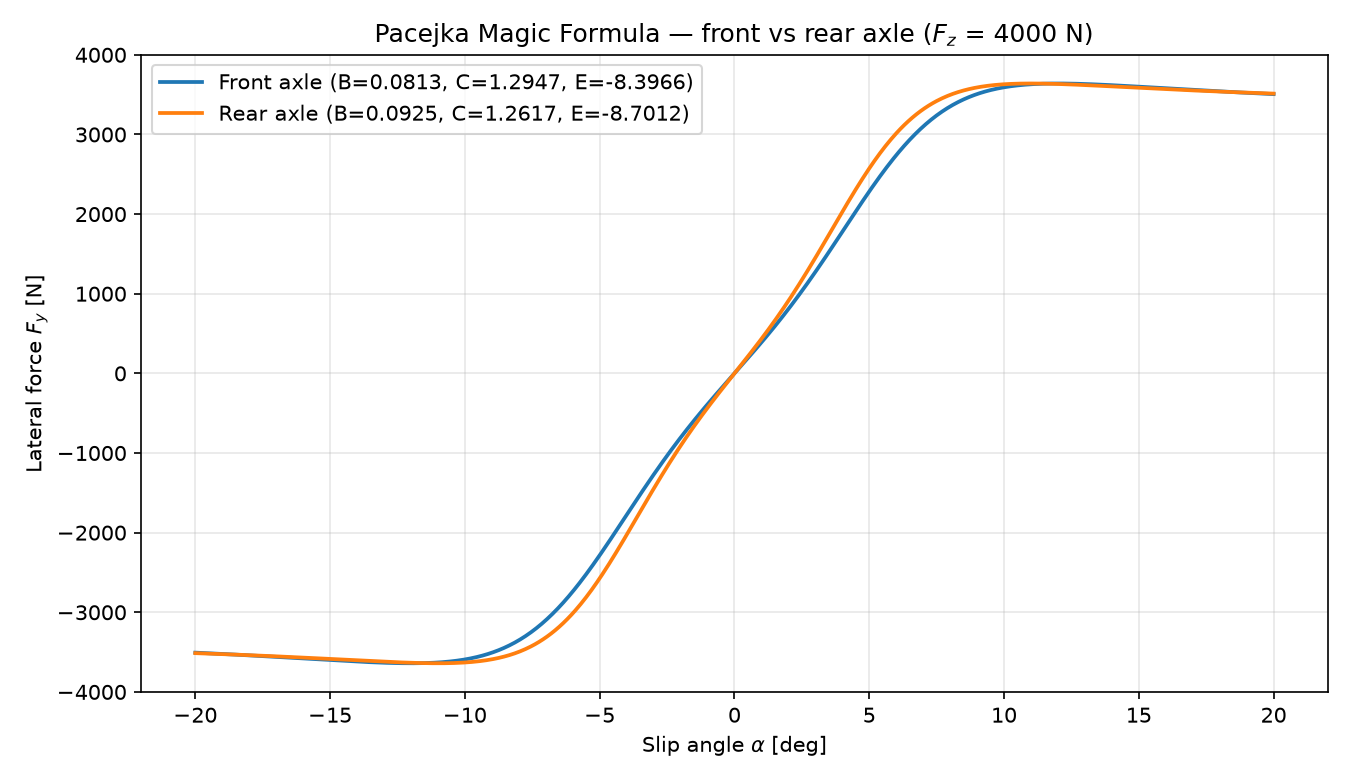 Pacejka Magic Formula — front vs rear axle (F_z = 4000 N)
Front axle (B=0.0813, C=1.2947, E=-8.3966)
Rear axle (B=0.0925, C=1.2617, E=-8.7012)
Lateral force F_y [N]
4000
3000
2000
1000
0
−1000
−2000
−3000
−4000
−20 −15 −10 −5 0 5 10 15 20
Slip angle α [deg]